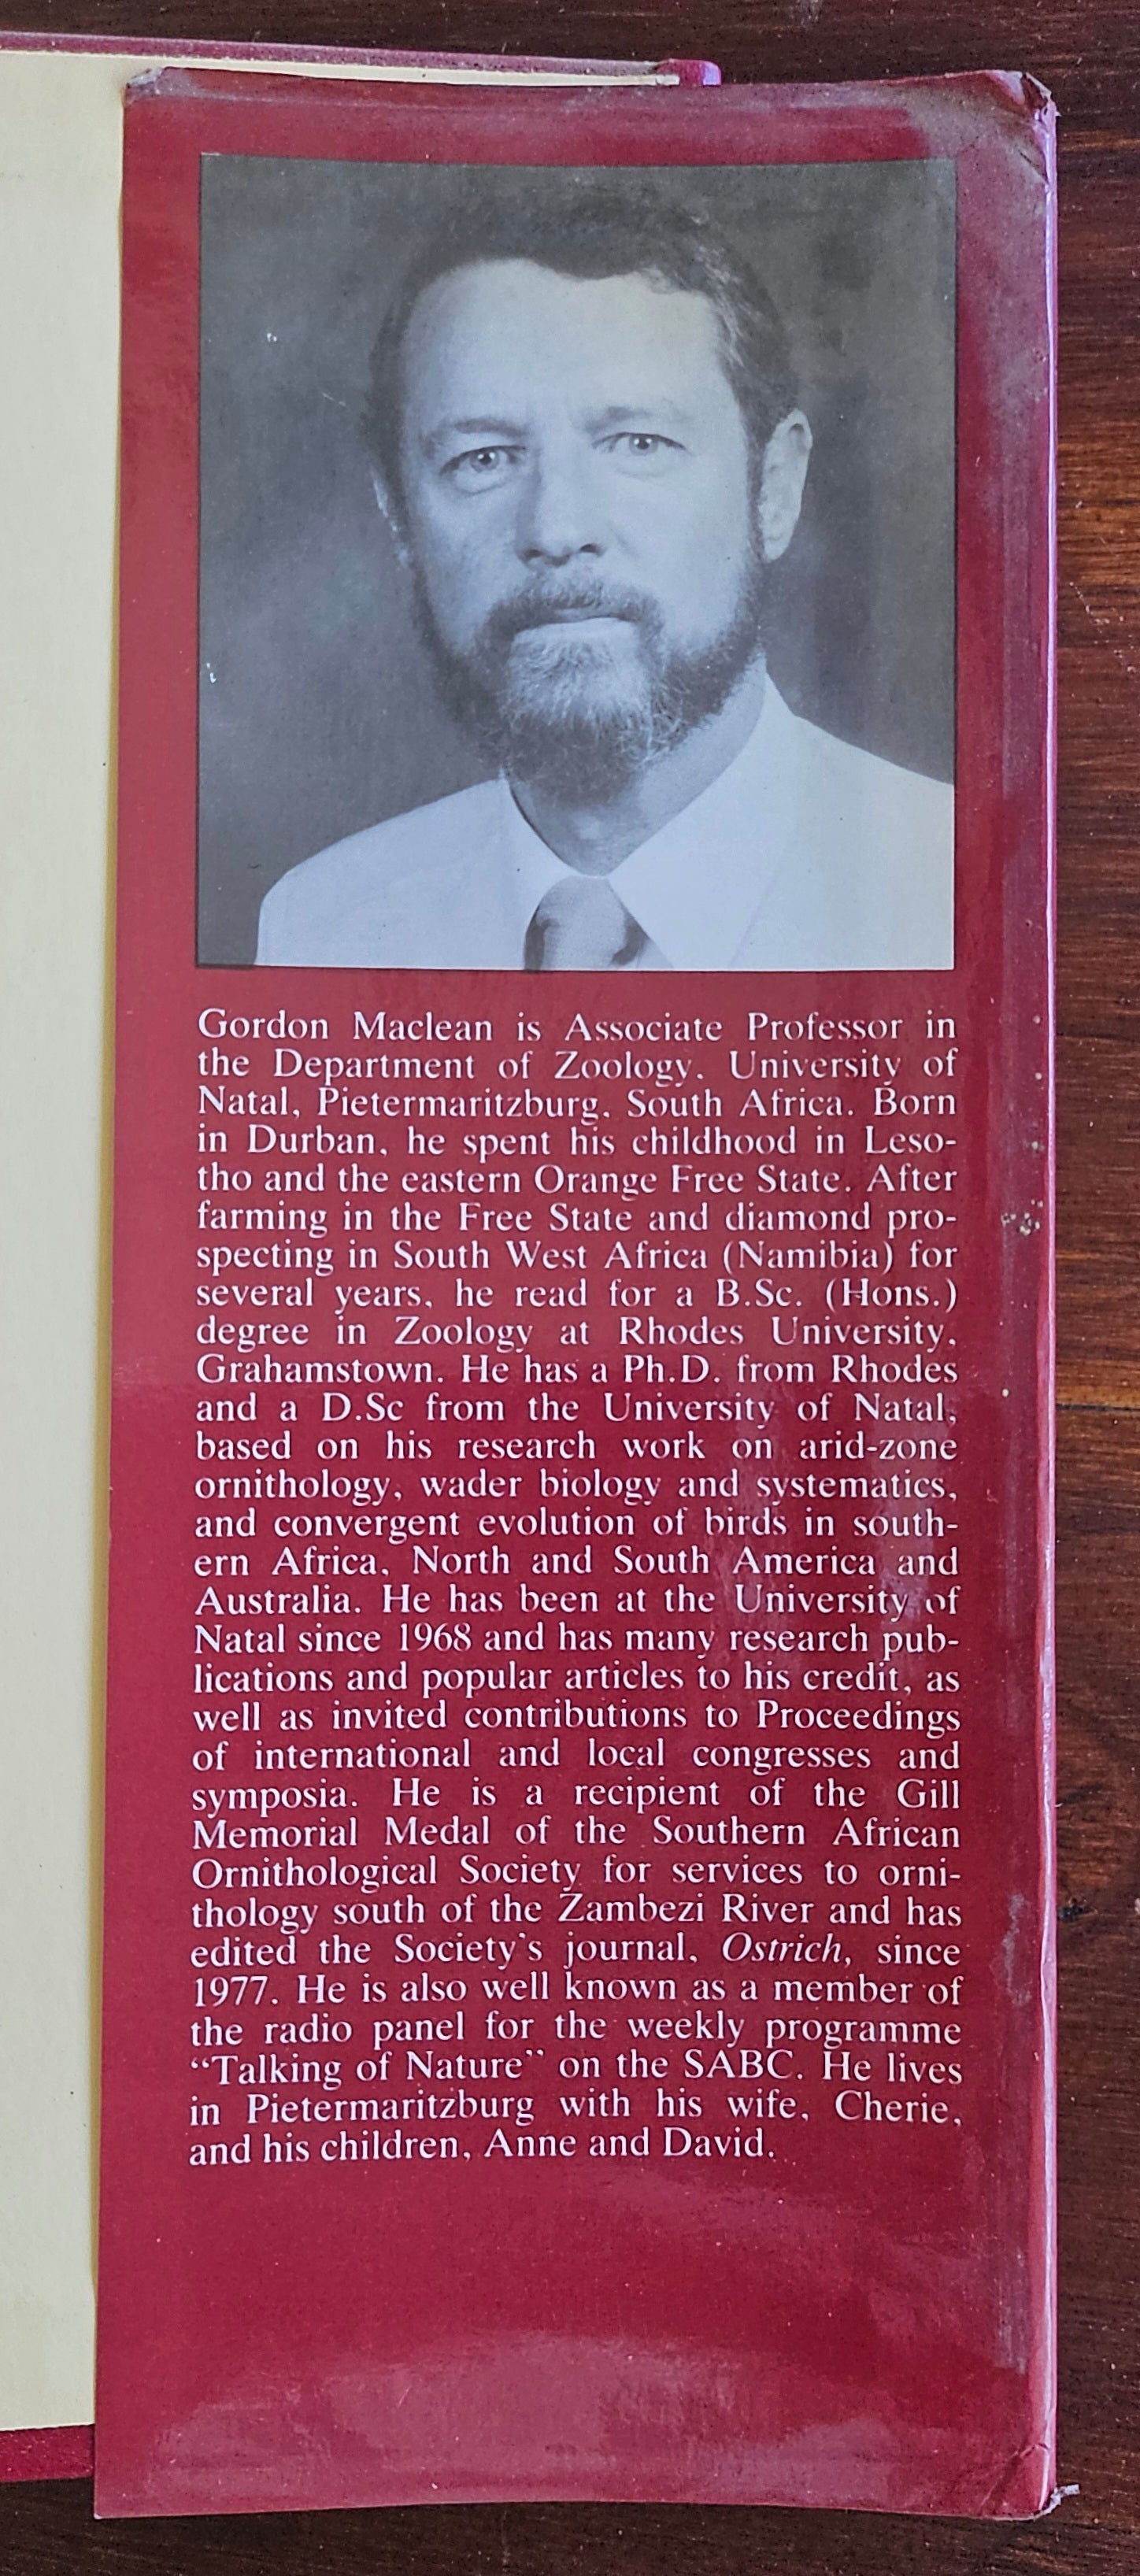 Gordon Maclean is Associate Professor in
the Department of Zoology, University of
Natal, Pietermaritzburg, South Africa. Born
in Durban, he spent his childhood in Leso-
tho and the eastern Orange Free State. After
farming in the Free State and diamond pro-
specting in South West Africa (Namibia) for
several years, he read for a B.Sc. (Hons.)
degree in Zoology at Rhodes University,
Grahamstown. He has a Ph.D. from Rhodes
and a D.Sc from the University of Natal,
based on his research work on arid-zone
ornithology, wader biology and systematics,
and convergent evolution of birds in south-
ern Africa, North and South America and
Australia. He has been at the University of
Natal since 1968 and has many research pub-
lications and popular articles to his credit, as
well as invited contributions to Proceedings
of international and local congresses and
symposia. He is a recipient of the Gill
Memorial Medal of the Southern African
Ornithological Society for services to orni-
thology south of the Zambezi River and has
edited the Society's journal, Ostrich, since
1977. He is also well known as a member of
the radio panel for the weekly programme
“Talking of Nature” on the SABC. He lives
in Pietermaritzburg with his wife, Cherie,
and his children, Anne and David.